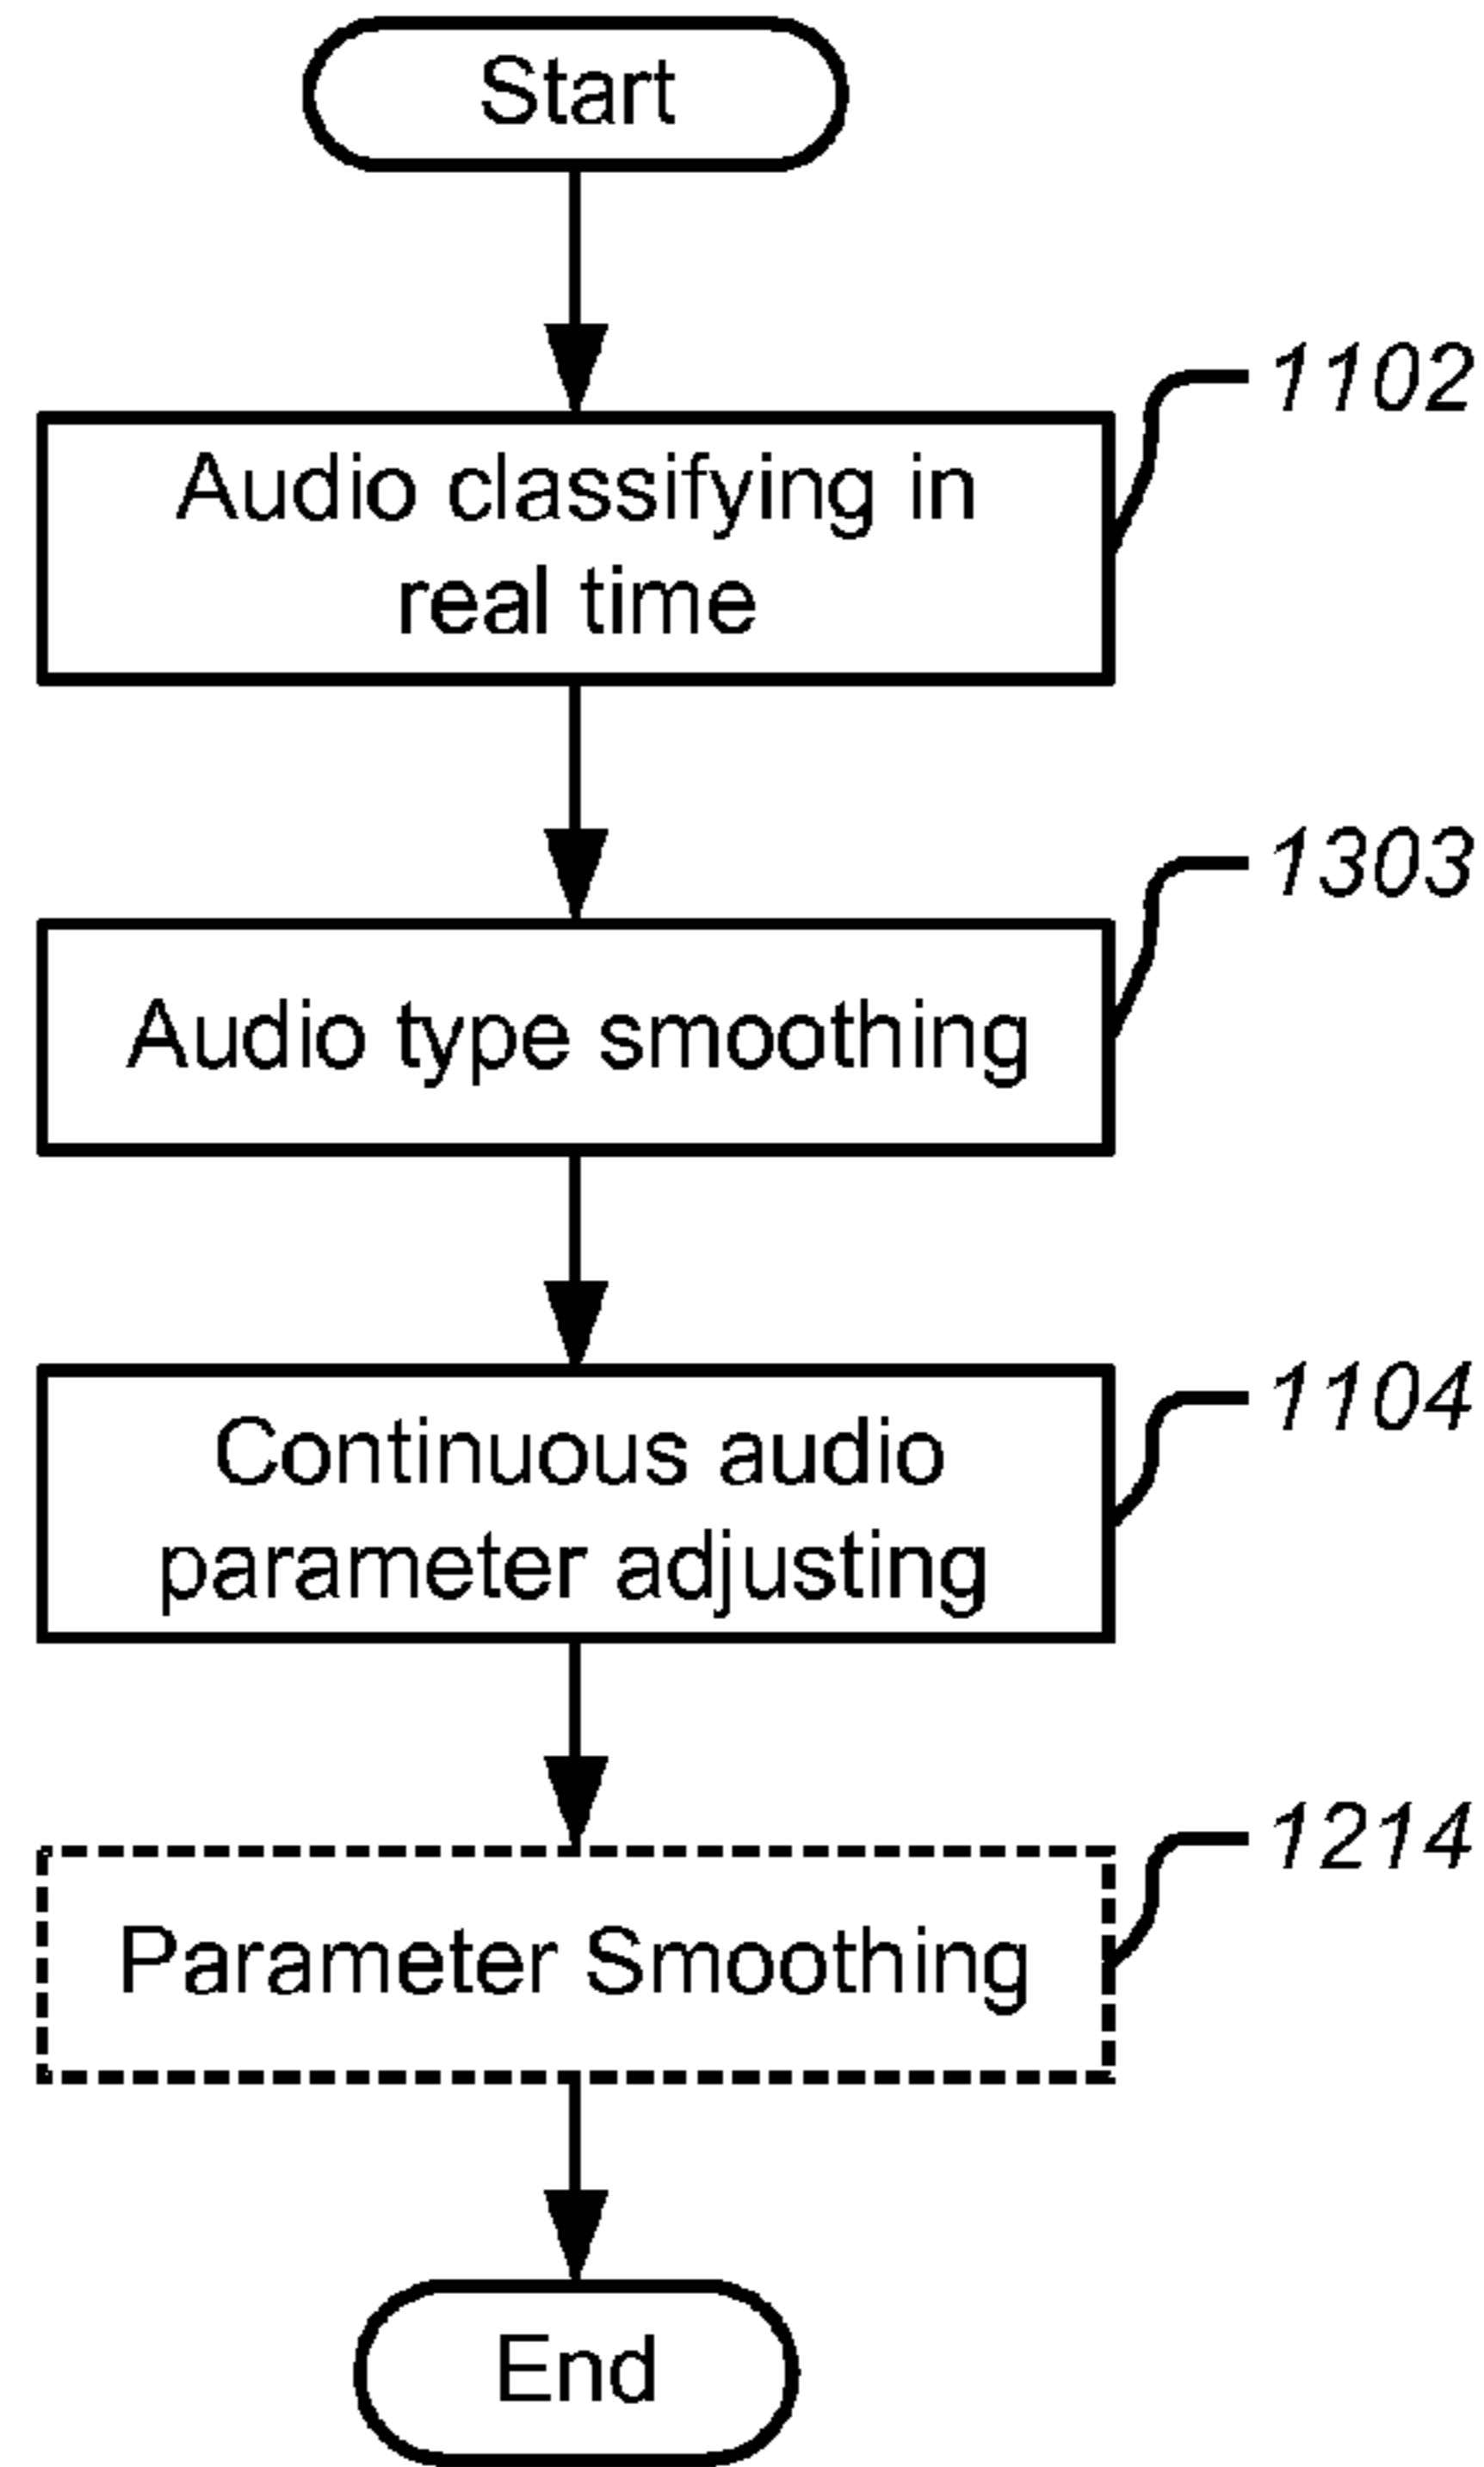 Start
1102
Audio classifying in
real time
1303
Audio type smoothing
1104
Continuous audio
parameter adjusting
1214
Parameter Smoothing
End